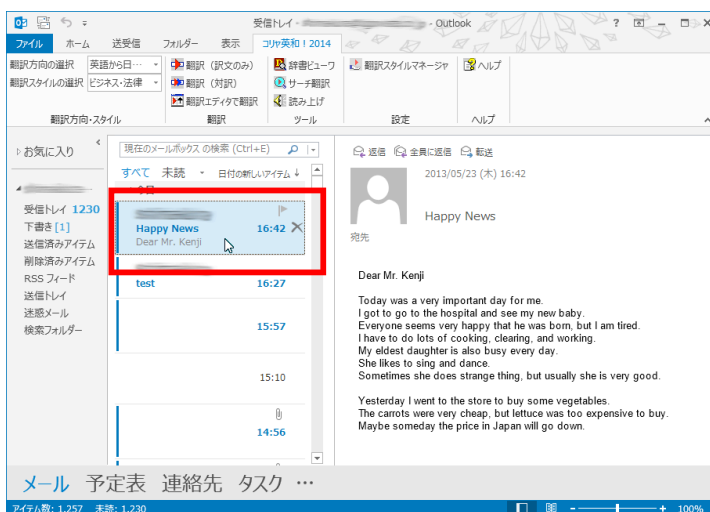 受信トレイ - - Outlook
ファイル ホーム 送受信 フォルダー 表示 コリャ英和！2014
翻訳方向の選択 英語から日…
翻訳スタイルの選択 ビジネス・法律
翻訳方向・スタイル
翻訳（訳文のみ）
翻訳（対訳）
翻訳エディタで翻訳
翻訳
辞書ビューワ
サーチ翻訳
読み上げ
ツール
翻訳スタイルマネージャ
設定
ヘルプ
ヘルプ
お気に入り
受信トレイ 1230
下書き [1]
送信済みアイテム
削除済みアイテム
RSS フィード
送信トレイ
迷惑メール
検索フォルダー
現在のメールボックス の検索 (Ctrl+E)
すべて 未読 日付の新しいアイテム ↓
今日
Happy News 16:42
Dear Mr. Kenji
test 16:27
15:57
15:10
14:56
返信 全員に返信 転送
2013/05/23 (木) 16:42
Happy News
宛先
Dear Mr. Kenji
Today was a very important day for me.
I got to go to the hospital and see my new baby.
Everyone seems very happy that he was born, but I am tired.
I have to do lots of cooking, clearing, and working.
My eldest daughter is also busy every day.
She likes to sing and dance.
Sometimes she does strange thing, but usually she is very good.
Yesterday I went to the store to buy some vegetables.
The carrots were very cheap, but lettuce was too expensive to buy.
Maybe someday the price in Japan will go down.
メール 予定表 連絡先 タスク …
アイテム数: 1,257 未読: 1,230
100%